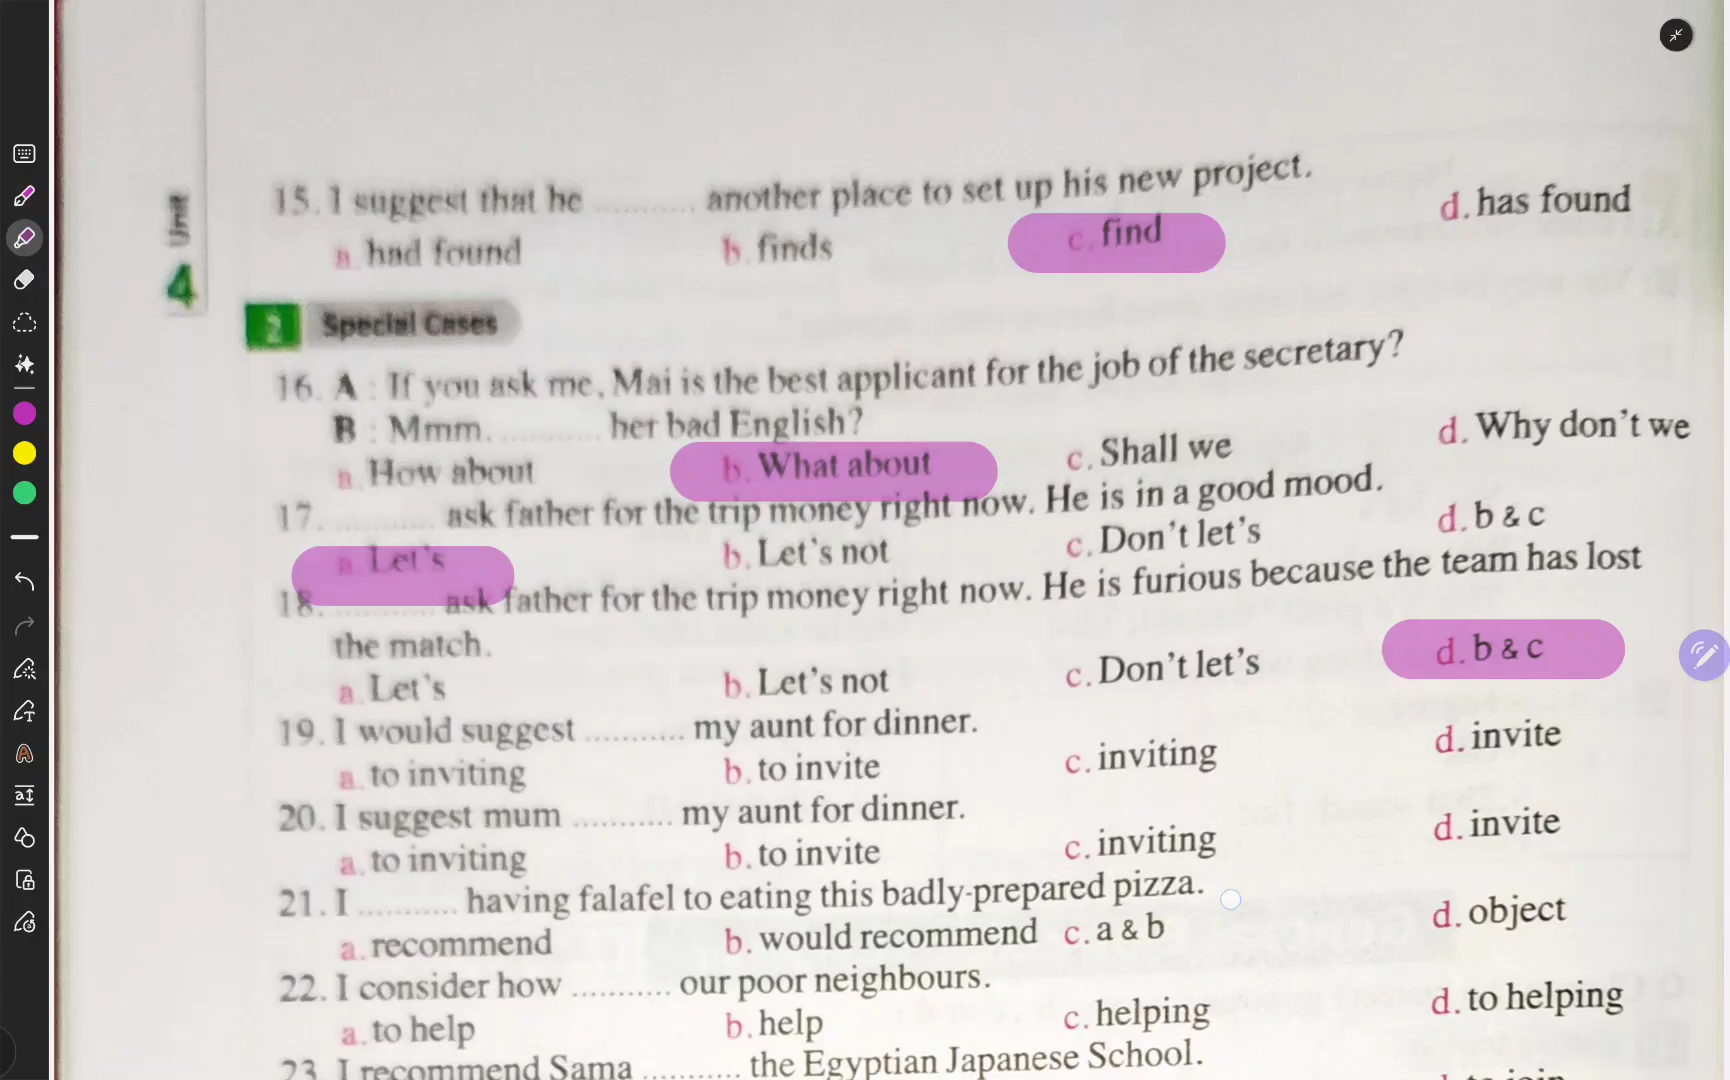 Unit
4
15. I suggest that he ........... another place to set up his new project.
a. had found b. finds c. find d. has found
2 Special Cases
16. A : If you ask me, Mai is the best applicant for the job of the secretary?
B : Mmm. ........... her bad English?
a. How about b. What about c. Shall we d. Why don't we
17. ........... ask father for the trip money right now. He is in a good mood.
a. Let's b. Let's not c. Don't let's d. b & c
18. ........... ask father for the trip money right now. He is furious because the team has lost
the match.
a. Let's b. Let's not c. Don't let's d. b & c
19. I would suggest ........... my aunt for dinner.
a. to inviting b. to invite c. inviting d. invite
20. I suggest mum ........... my aunt for dinner.
a. to inviting b. to invite c. inviting d. invite
21. I ........... having falafel to eating this badly-prepared pizza.
a. recommend b. would recommend c. a & b d. object
22. I consider how ........... our poor neighbours.
a. to help b. help c. helping d. to helping
23. I recommend Sama ........... the Egyptian Japanese School.